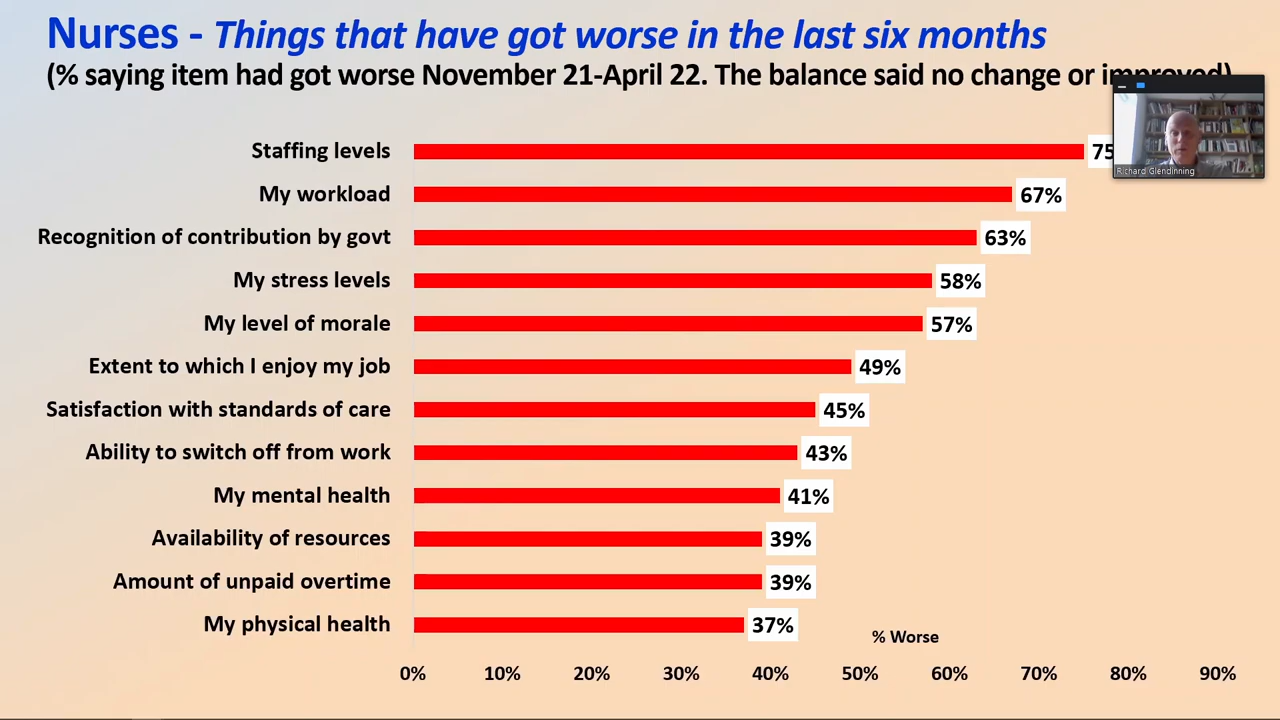 Nurses - Things that have got worse in the last six months
(% saying item had got worse November 21-April 22. The balance said no change or improved)
Richard Glendinning
Staffing levels 75
My workload 67%
Recognition of contribution by govt 63%
My stress levels 58%
My level of morale 57%
Extent to which I enjoy my job 49%
Satisfaction with standards of care 45%
Ability to switch off from work 43%
My mental health 41%
Availability of resources 39%
Amount of unpaid overtime 39%
My physical health 37%
% Worse
0% 10% 20% 30% 40% 50% 60% 70% 80% 90%